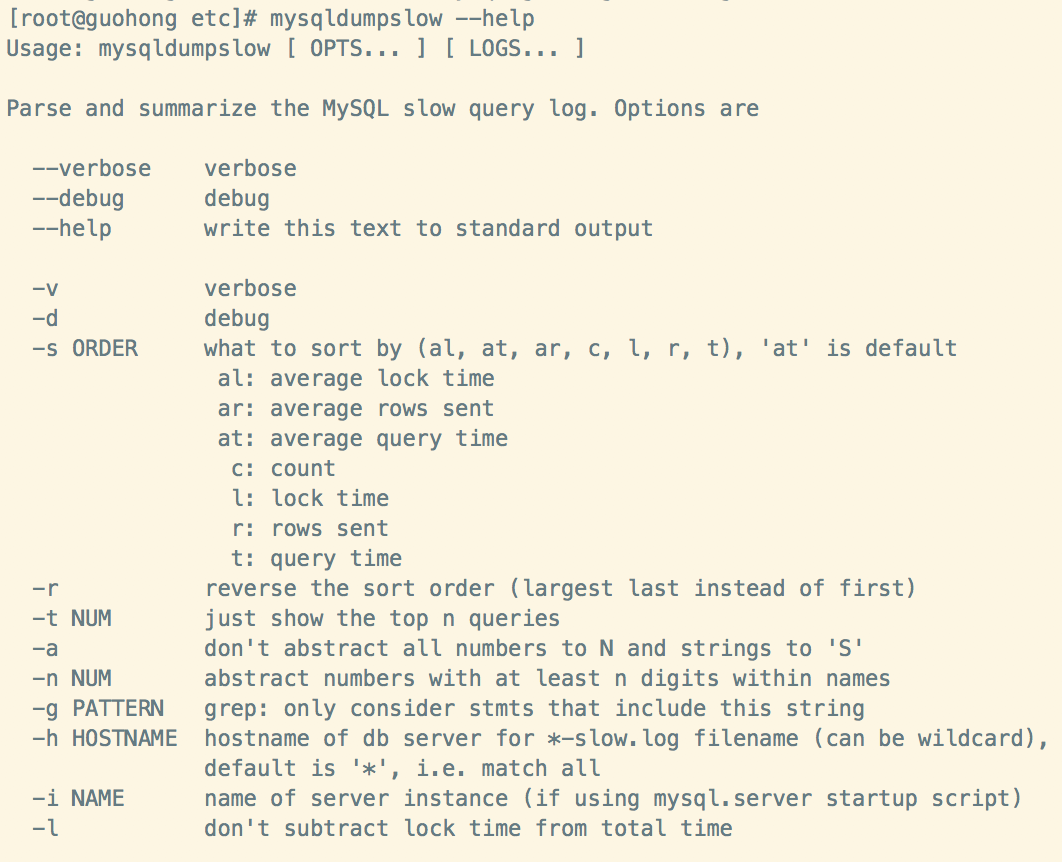 [root@guohong etc]# mysqldumpslow --help
Usage: mysqldumpslow [ OPTS... ] [ LOGS... ]
Parse and summarize the MySQL slow query log. Options are
--verbose    verbose
--debug      debug
--help       write this text to standard output
-v           verbose
-d           debug
-s ORDER     what to sort by (al, at, ar, c, l, r, t), 'at' is default
al: average lock time
ar: average rows sent
at: average query time
c: count
l: lock time
r: rows sent
t: query time
-r           reverse the sort order (largest last instead of first)
-t NUM       just show the top n queries
-a           don't abstract all numbers to N and strings to 'S'
-n NUM       abstract numbers with at least n digits within names
-g PATTERN   grep: only consider stmts that include this string
-h HOSTNAME  hostname of db server for *-slow.log filename (can be wildcard),
default is '*', i.e. match all
-i NAME      name of server instance (if using mysql.server startup script)
-l           don't subtract lock time from total time